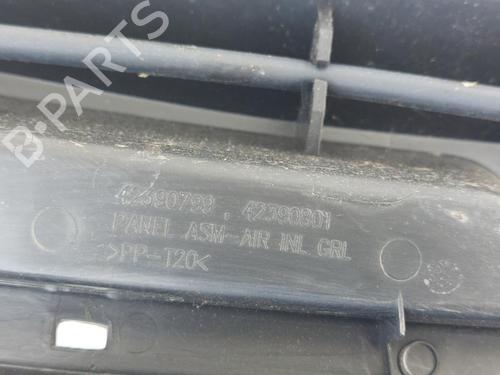 B-PARTS
42390799 , 42390801
PANEL ASM-AIR INL GRL
>PP-T20<